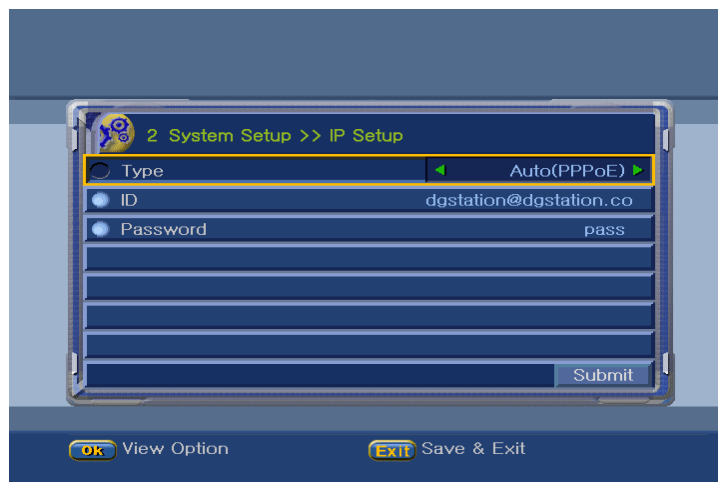 2 System Setup >> IP Setup
Type Auto(PPPoE)
ID dgstation@dgstation.co
Password pass
Submit
Ok View Option Exit Save & Exit